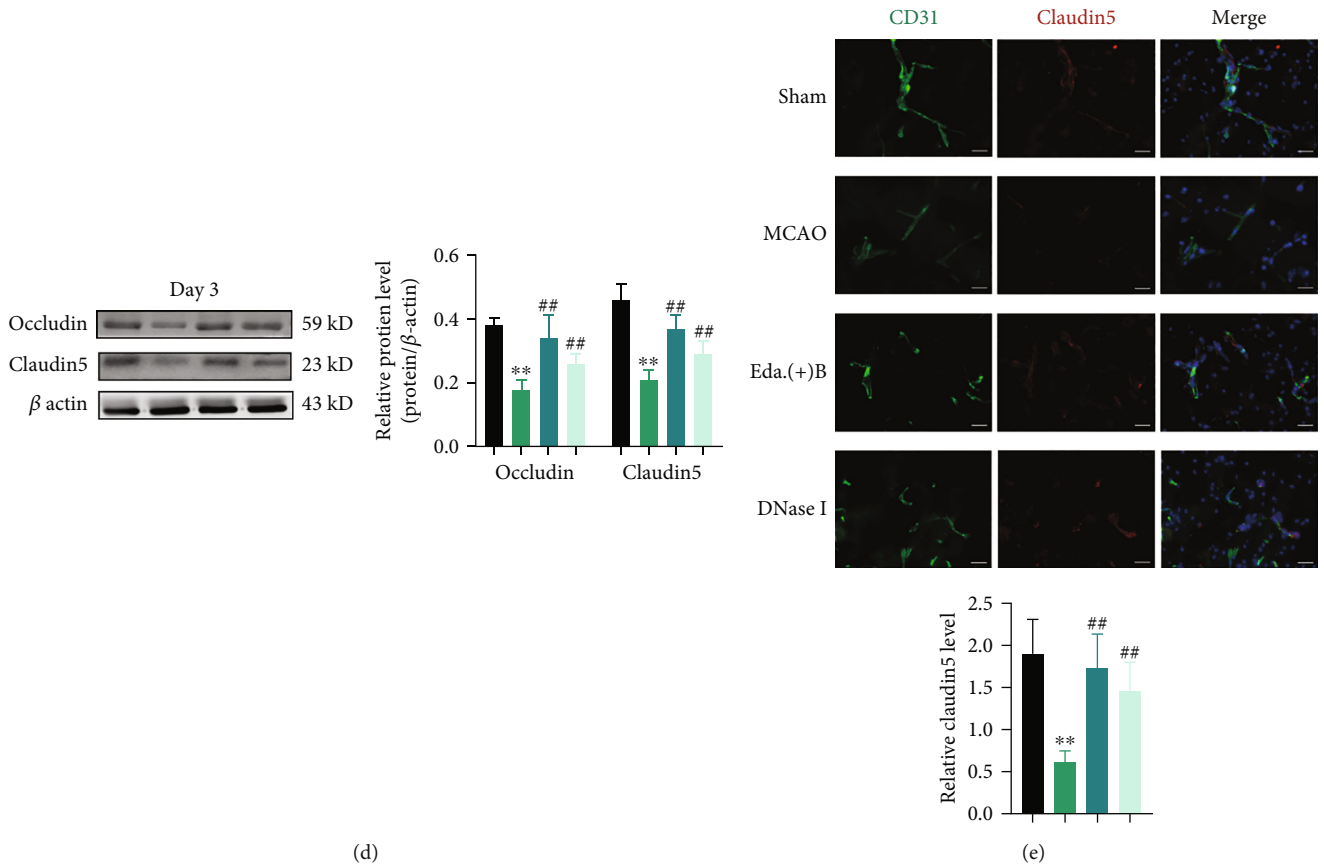 Day 3
Occludin
59 kD
Claudin5
23 kD
β actin
43 kD
Relative protien level
(protein/β-actin)
0.6
0.4
0.2
0.0
**
##
##
**
##
##
Occludin
Claudin5
(d)
CD31
Claudin5
Merge
Sham
MCAO
Eda.(+)B
DNase I
Relative claudin5 level
2.5
2.0
1.5
1.0
0.5
0.0
**
##
##
(e)